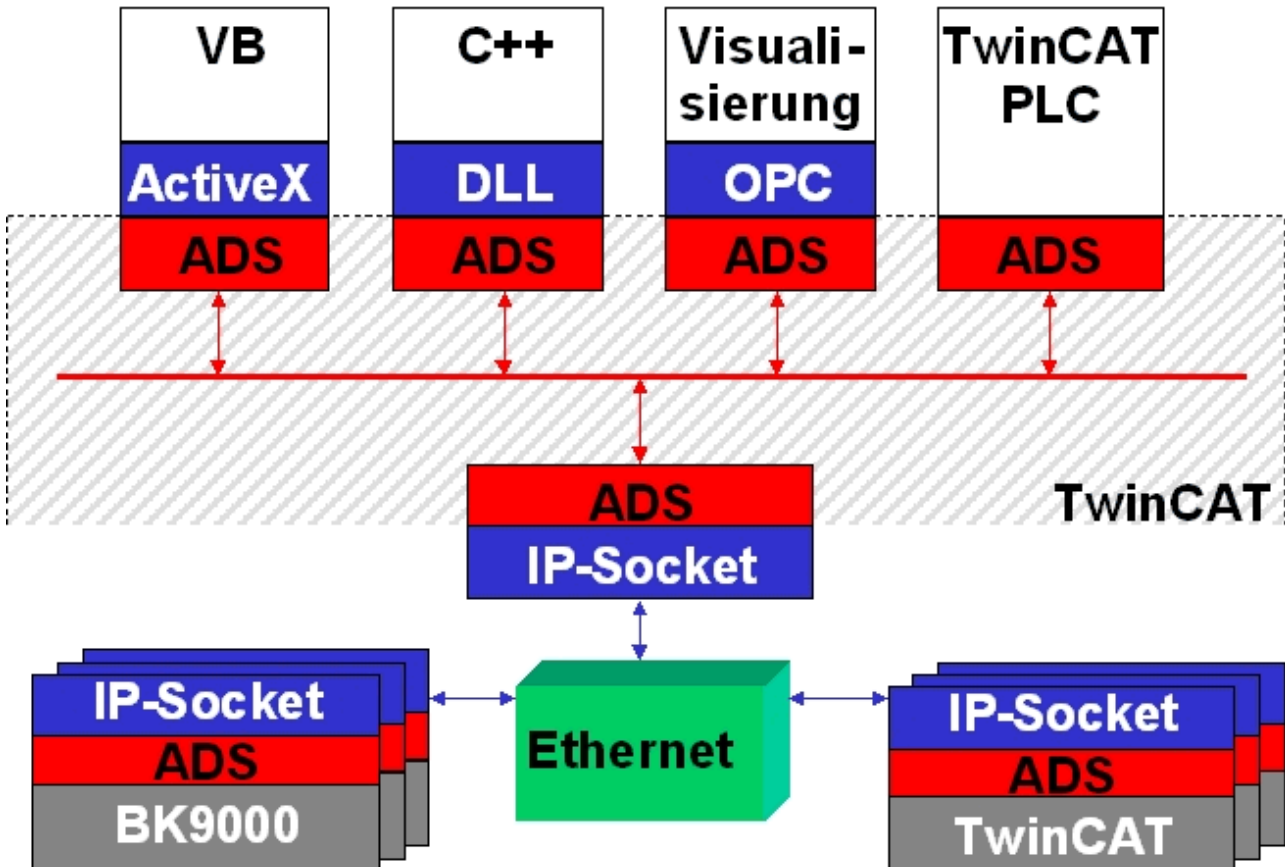 VB
ActiveX
ADS
C++
DLL
ADS
Visuali-
sierung
OPC
ADS
TwinCAT
PLC
ADS
TwinCAT
ADS
IP-Socket
IP-Socket
ADS
BK9000
Ethernet
IP-Socket
ADS
TwinCAT